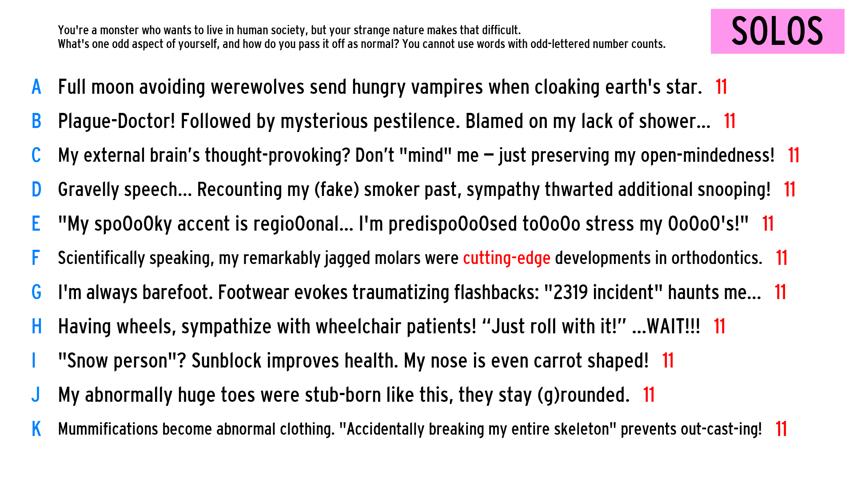 You're a monster who wants to live in human society, but your strange nature makes that difficult.
What's one odd aspect of yourself, and how do you pass it off as normal? You cannot use words with odd-lettered number counts.
SOLOS
A Full moon avoiding werewolves send hungry vampires when cloaking earth's star. 11
B Plague-Doctor! Followed by mysterious pestilence. Blamed on my lack of shower... 11
C My external brain's thought-provoking? Don't "mind" me – just preserving my open-mindedness! 11
D Gravelly speech... Recounting my (fake) smoker past, sympathy thwarted additional snooping! 11
E "My spoOoOky accent is regioOonal... I'm predispoOoOsed toOoOo stress my OoOoO's!" 11
F Scientifically speaking, my remarkably jagged molars were cutting-edge developments in orthodontics. 11
G I'm always barefoot. Footwear evokes traumatizing flashbacks: "2319 incident" haunts me... 11
H Having wheels, sympathize with wheelchair patients! “Just roll with it!” ...WAIT!!! 11
I "Snow person"? Sunblock improves health. My nose is even carrot shaped! 11
J My abnormally huge toes were stub-born like this, they stay (g)rounded. 11
K Mummifications become abnormal clothing. "Accidentally breaking my entire skeleton" prevents out-cast-ing! 11